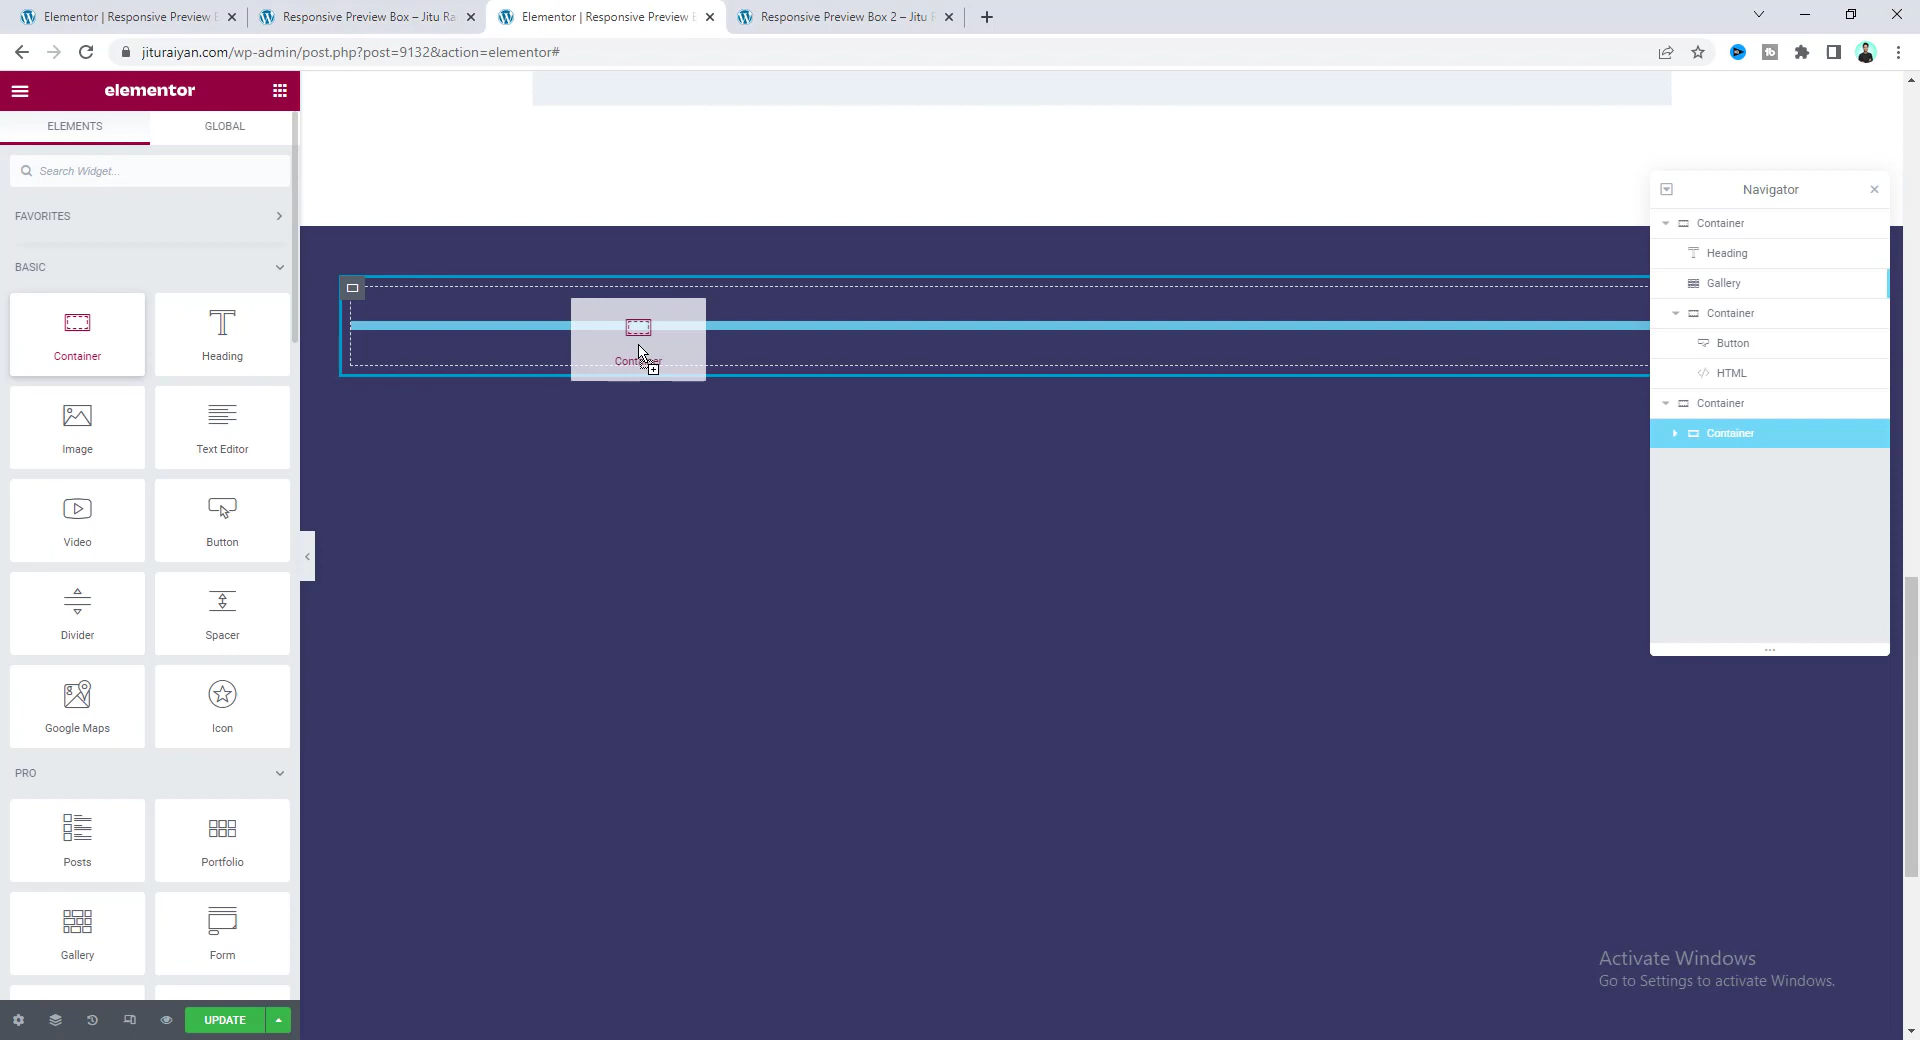 Elementor | Responsive Preview B
Responsive Preview Box – Jitu Ra
Elementor | Responsive Preview B
Responsive Preview Box 2 – Jitu R
jituraiyan.com/wp-admin/post.php?post=9132&action=elementor#
elementor
ELEMENTS
GLOBAL
Search Widget...
FAVORITES
BASIC
Container
Heading
Image
Text Editor
Video
Button
Divider
Spacer
Google Maps
Icon
PRO
Posts
Portfolio
Gallery
Form
UPDATE
Container
Navigator
Container
Heading
Gallery
Container
Button
HTML
Container
Container
Activate Windows
Go to Settings to activate Windows.